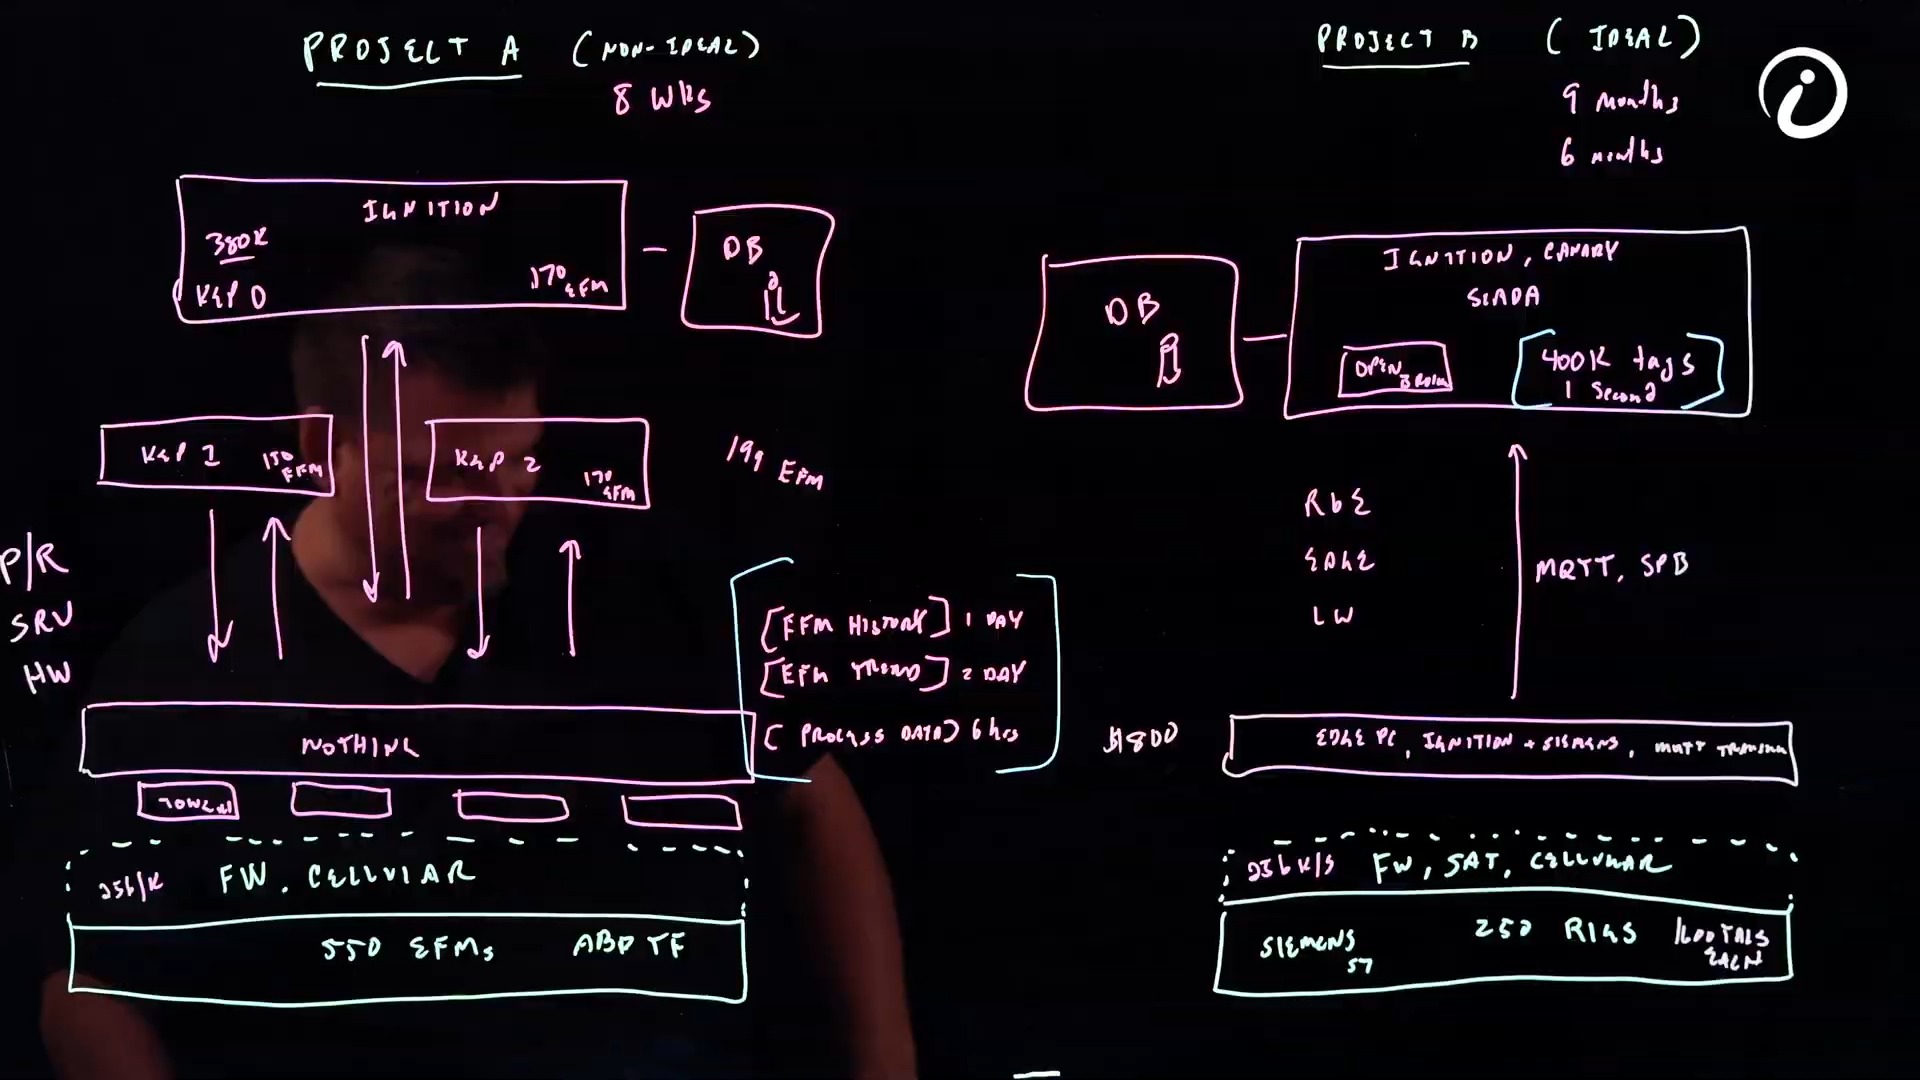 PROJECT A (NON-IDEAL)
8 WKS
IGNITION
380K
KEP 0
170 EFM
DB
KEP 1
150 EFM
KEP 2
170 EFM
199 EFM
P/R
SRV
HW
[EFM HISTORY] 1 DAY
[EFM TREND] 2 DAY
(PROCESS DATA) 6 hrs
NOTHING
TOWER
256/K
FW, CELLULAR
550 EFMs
ABB TF
PROJECT B (IDEAL)
9 months
6 months
i
DB
IGNITION, CANARY
SCADA
OPEN BROKER
400K tags
1 Second
RbE
EDGE
LW
MQTT, SPB
$800
EDGE PC, IGNITION + SIEMENS, MQTT
256 K/S
FW, SAT, CELLULAR
SIEMENS
S7
250 RIGS
1600 TAGS
EACH